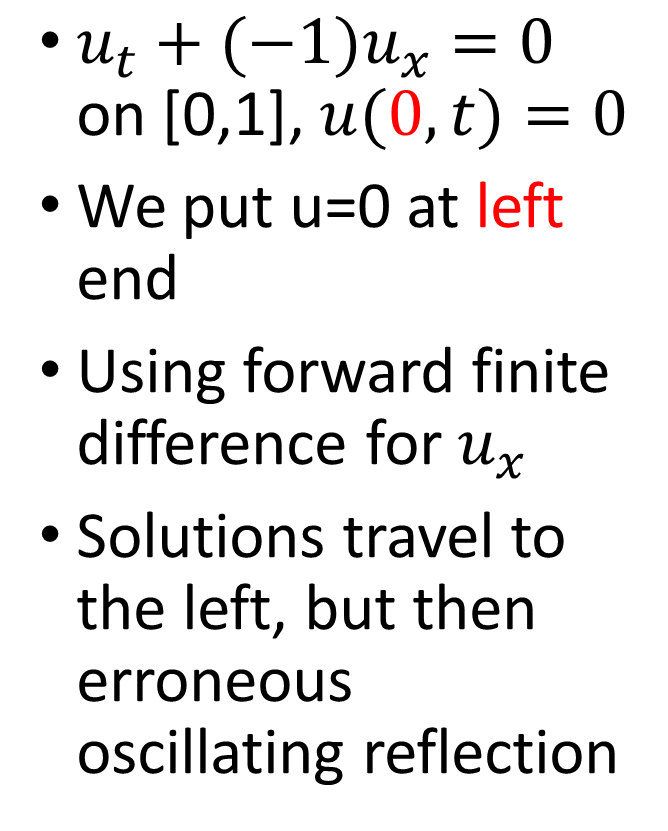 • u_t + (−1)u_x = 0
on [0,1], u(0, t) = 0
• We put u=0 at left
end
• Using forward finite
difference for u_x
• Solutions travel to
the left, but then
erroneous
oscillating reflection